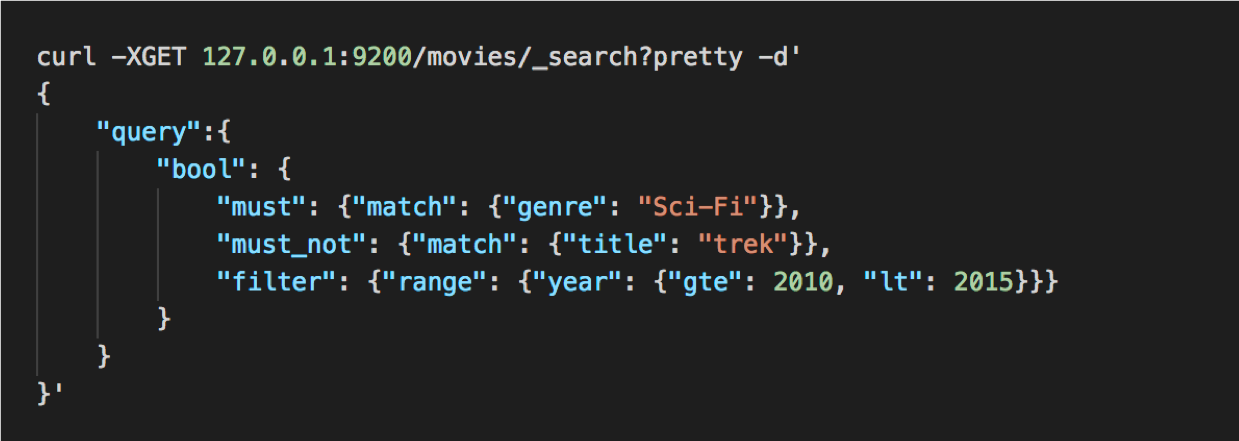 curl -XGET 127.0.0.1:9200/movies/_search?pretty -d'
{
    "query":{
        "bool": {
            "must": {"match": {"genre": "Sci-Fi"}},
            "must_not": {"match": {"title": "trek"}},
            "filter": {"range": {"year": {"gte": 2010, "lt": 2015}}}
        }
    }
}'